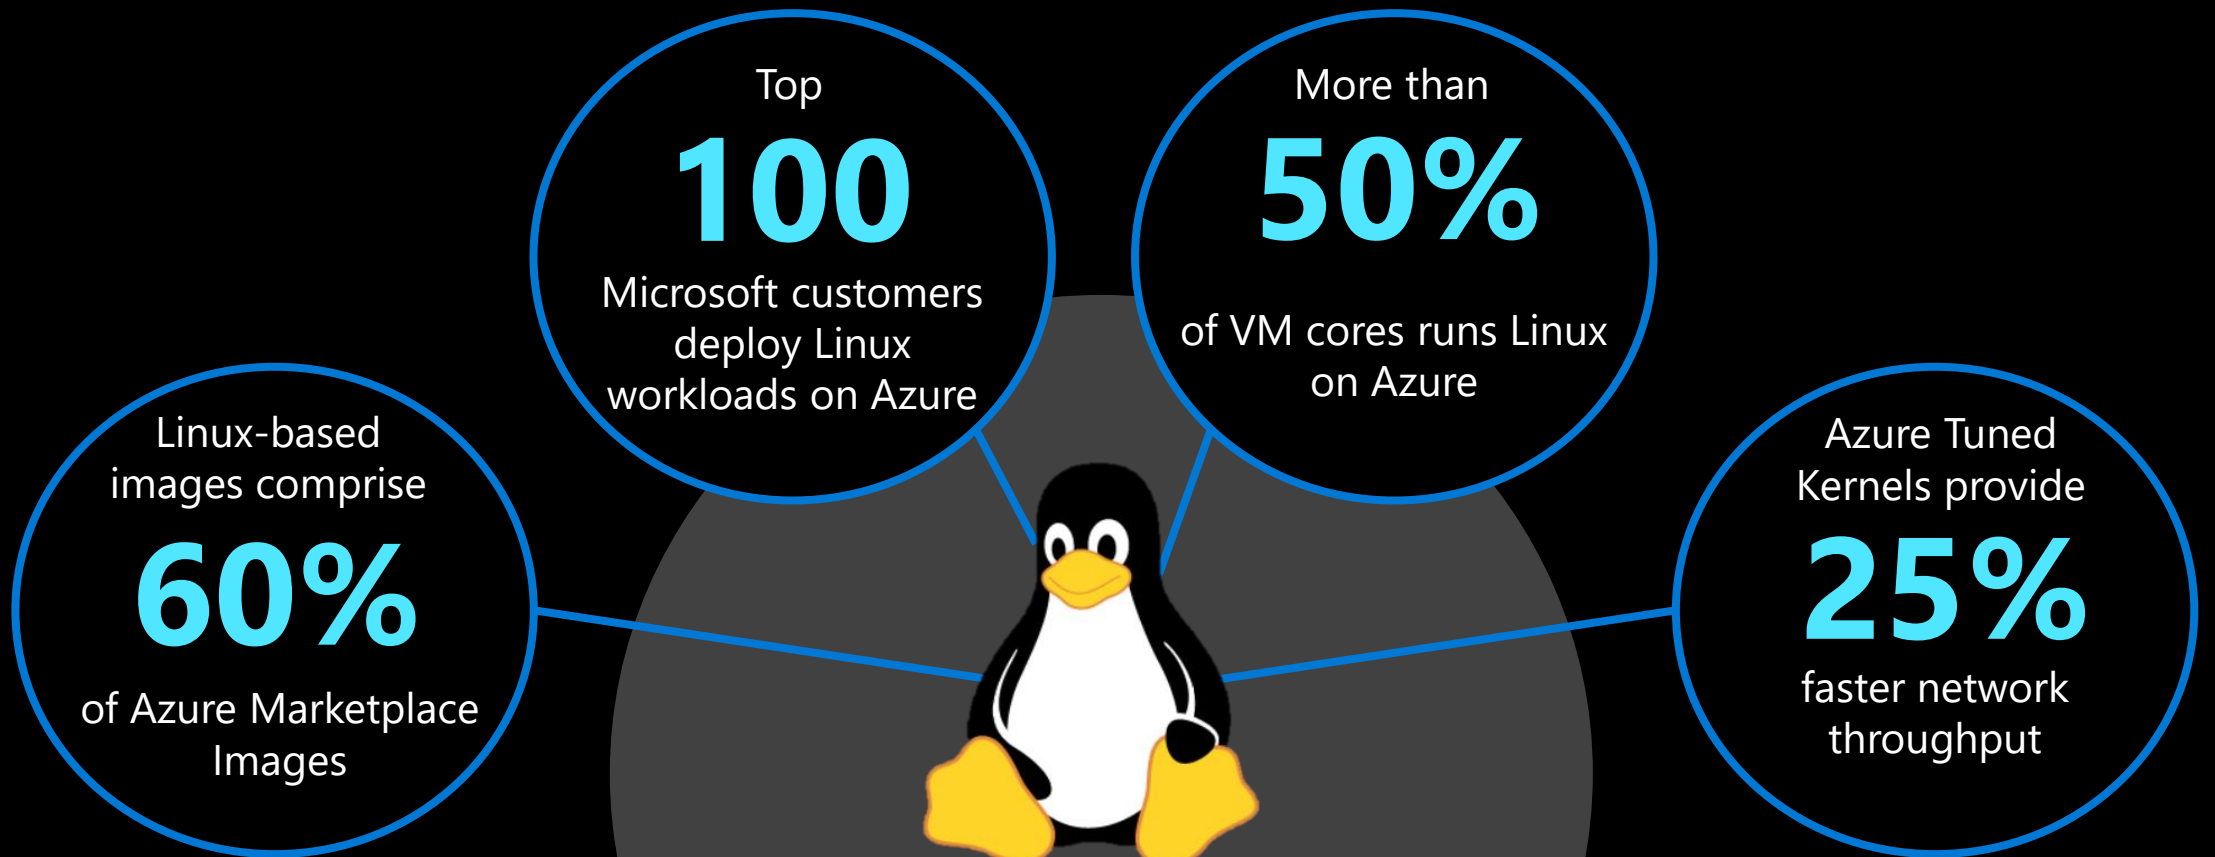 Linux-based
images comprise
60%
of Azure Marketplace
Images
Top
100
Microsoft customers
deploy Linux
workloads on Azure
More than
50%
of VM cores runs Linux
on Azure
Azure Tuned
Kernels provide
25%
faster network
throughput